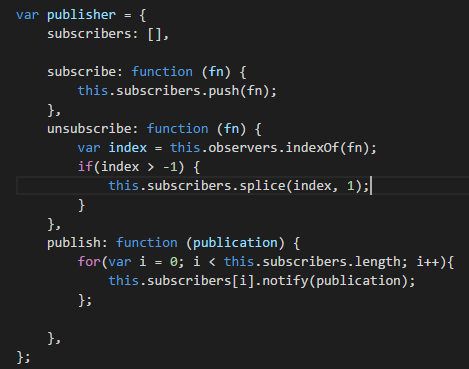 var publisher = {
    subscribers: [],

    subscribe: function (fn) {
        this.subscribers.push(fn);
    },
    unsubscribe: function (fn) {
        var index = this.observers.indexOf(fn);
        if(index > -1) {
            this.subscribers.splice(index, 1);
        }
    },
    publish: function (publication) {
        for(var i = 0; i < this.subscribers.length; i++){
            this.subscribers[i].notify(publication);
        };

    },
};